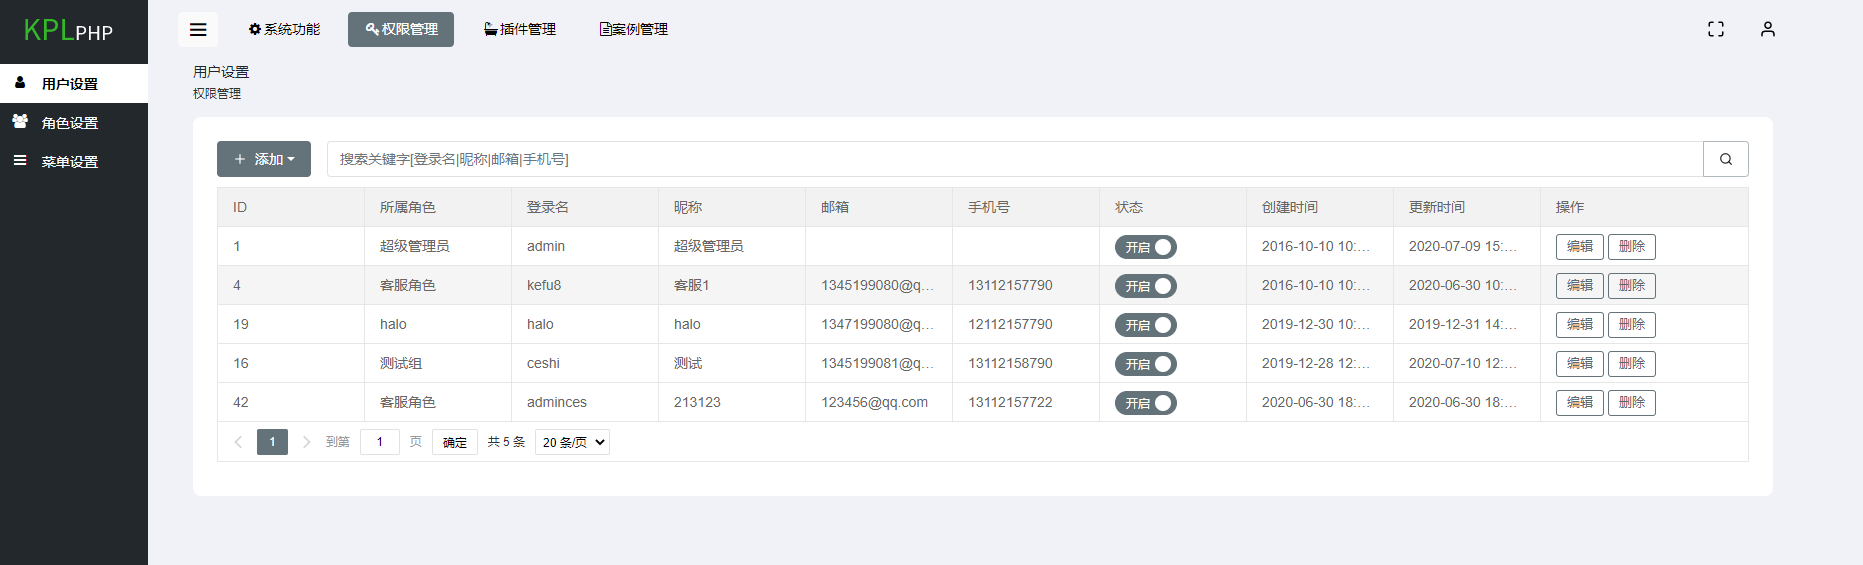 KPLPHP
系统功能 权限管理 插件管理 案例管理
用户设置
角色设置
菜单设置
用户设置
权限管理
添加 搜索关键字[登录名|昵称|邮箱|手机号]
ID 所属角色 登录名 昵称 邮箱 手机号 状态 创建时间 更新时间 操作
1 超级管理员 admin 超级管理员 开启 2016-10-10 10:... 2020-07-09 15:... 编辑 删除
4 客服角色 kefu8 客服1 1345199080@q... 13112157790 开启 2016-10-10 10:... 2020-06-30 10:... 编辑 删除
19 halo halo halo 1347199080@q... 12112157790 开启 2019-12-30 10:... 2019-12-31 14:... 编辑 删除
16 测试组 ceshi 测试 1345199081@q... 13112158790 开启 2019-12-28 12:... 2020-07-10 12:... 编辑 删除
42 客服角色 adminces 213123 123456@qq.com 13112157722 开启 2020-06-30 18:... 2020-06-30 18:... 编辑 删除
1 到第 1 页 确定 共 5 条 20 条/页